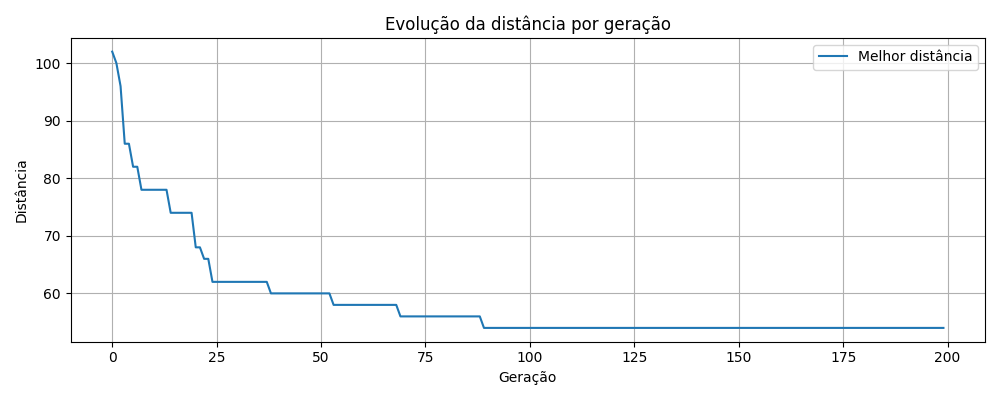 Evolução da distância por geração
Melhor distância
Distância
100
90
80
70
60
0 25 50 75 100 125 150 175 200
Geração